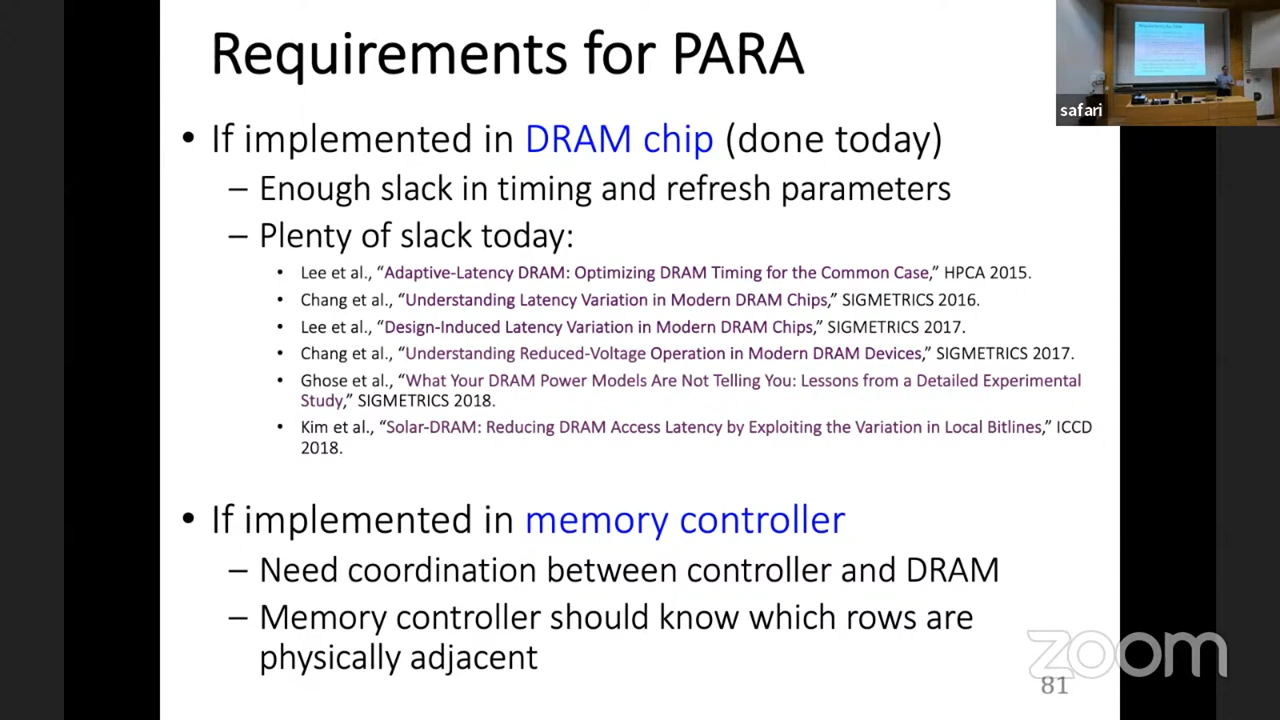 Requirements for PARA
safari
• If implemented in DRAM chip (done today)
– Enough slack in timing and refresh parameters
– Plenty of slack today:
• Lee et al., “Adaptive-Latency DRAM: Optimizing DRAM Timing for the Common Case,” HPCA 2015.
• Chang et al., “Understanding Latency Variation in Modern DRAM Chips,” SIGMETRICS 2016.
• Lee et al., “Design-Induced Latency Variation in Modern DRAM Chips,” SIGMETRICS 2017.
• Chang et al., “Understanding Reduced-Voltage Operation in Modern DRAM Devices,” SIGMETRICS 2017.
• Ghose et al., “What Your DRAM Power Models Are Not Telling You: Lessons from a Detailed Experimental
Study,” SIGMETRICS 2018.
• Kim et al., “Solar-DRAM: Reducing DRAM Access Latency by Exploiting the Variation in Local Bitlines,” ICCD
2018.
• If implemented in memory controller
– Need coordination between controller and DRAM
– Memory controller should know which rows are
physically adjacent
zoom
81